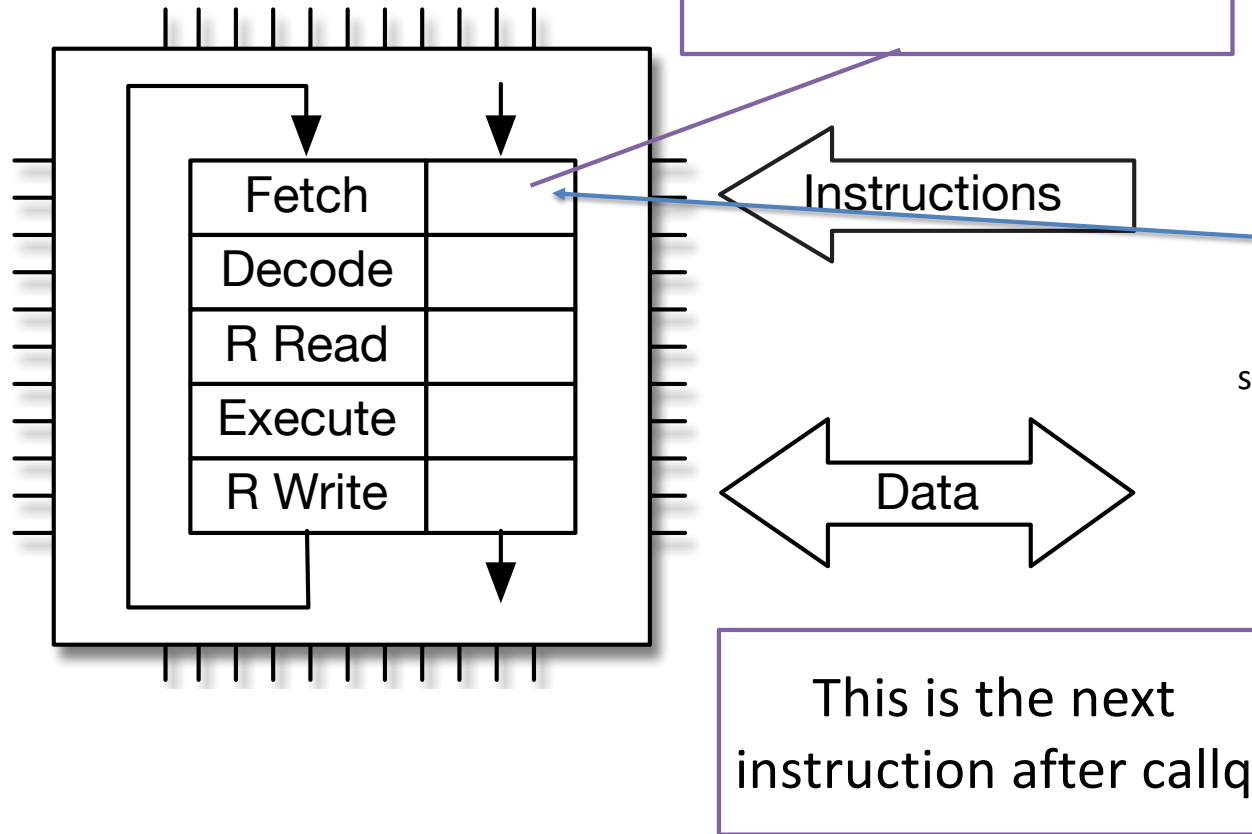 Fetch
Instructions
Decode
R Read
s
Execute
R Write
Data
This is the next
instruction after callq